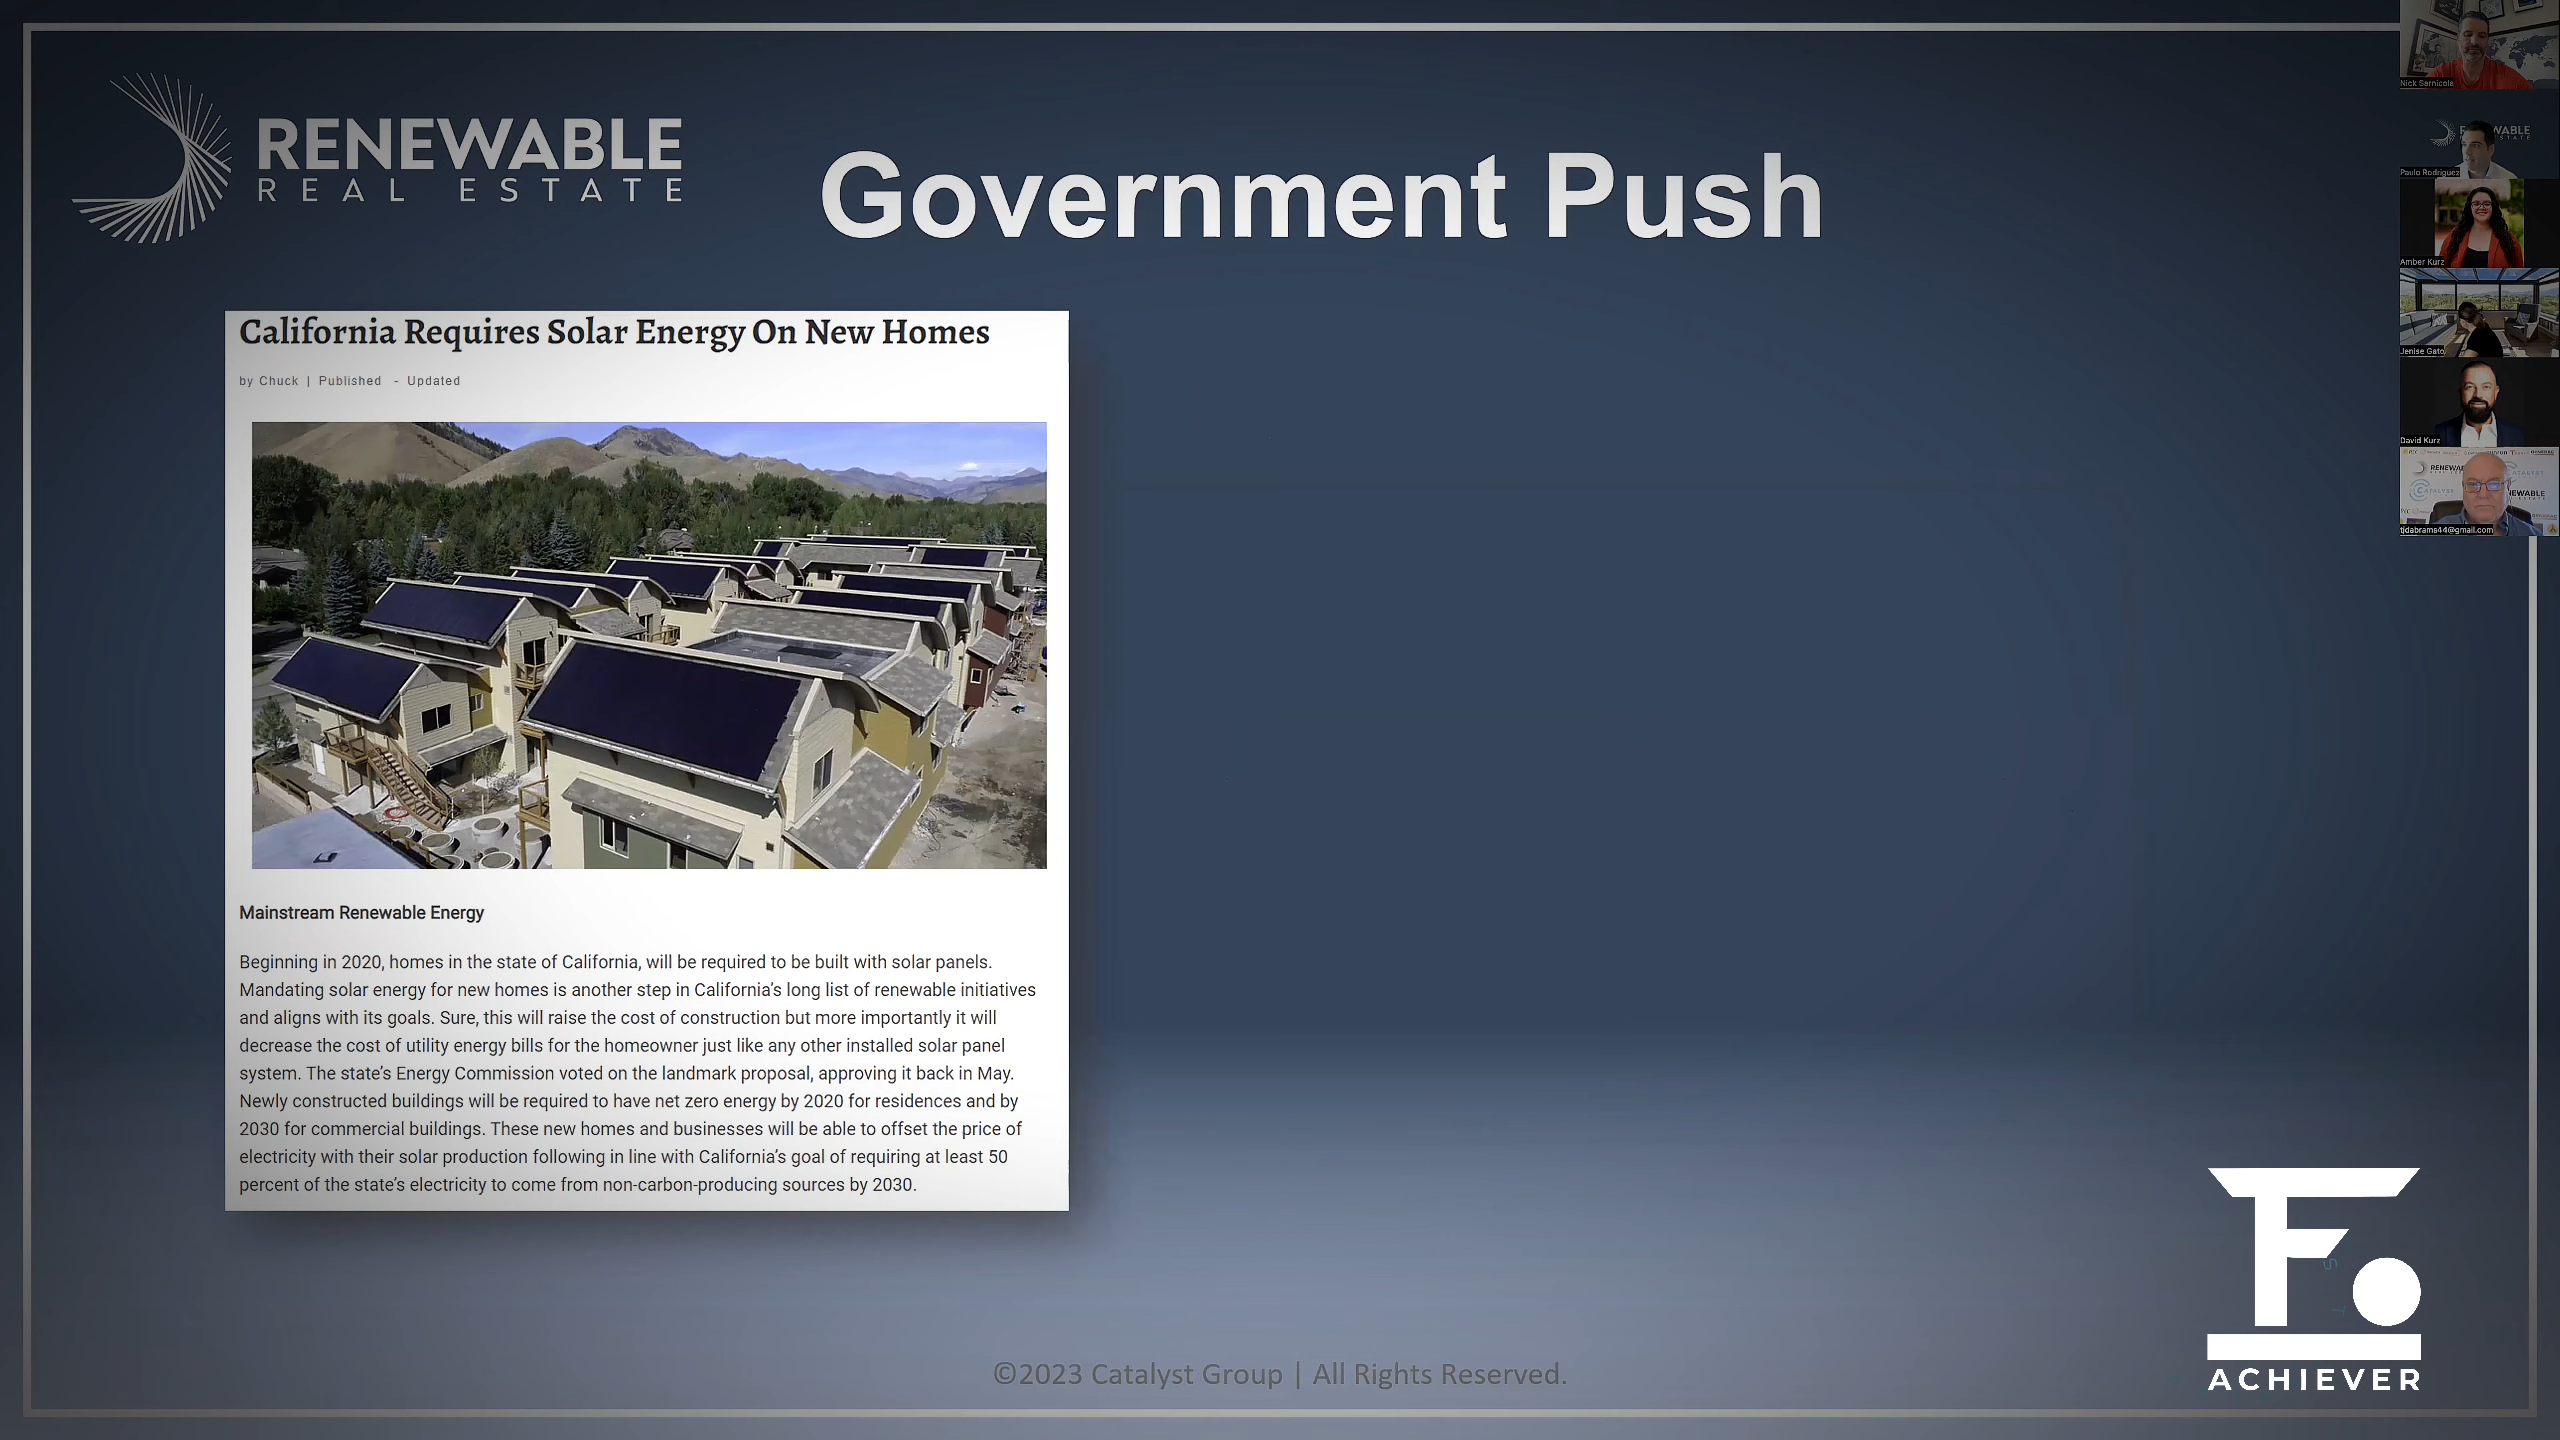 RENEWABLE
REAL ESTATE
Government Push
California Requires Solar Energy On New Homes
by Chuck | Published - Updated
Mainstream Renewable Energy
Beginning in 2020, homes in the state of California, will be required to be built with solar panels.
Mandating solar energy for new homes is another step in California’s long list of renewable initiatives
and aligns with its goals. Sure, this will raise the cost of construction but more importantly it will
decrease the cost of utility energy bills for the homeowner just like any other installed solar panel
system. The state’s Energy Commission voted on the landmark proposal, approving it back in May.
Newly constructed buildings will be required to have net zero energy by 2020 for residences and by
2030 for commercial buildings. These new homes and businesses will be able to offset the price of
electricity with their solar production following in line with California’s goal of requiring at least 50
percent of the state’s electricity to come from non-carbon-producing sources by 2030.
©2023 Catalyst Group | All Rights Reserved.
ACHIEVER
Nick Sarnicola
Paulo Rodriguez
Amber Kurz
Jenise Gato
David Kurz
CATALYST
tjdabrams44@gmail.com